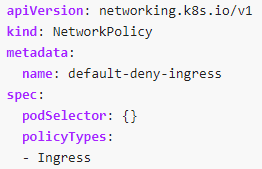 apiVersion: networking.k8s.io/v1
kind: NetworkPolicy
metadata:
  name: default-deny-ingress
spec:
  podSelector: {}
  policyTypes:
  - Ingress